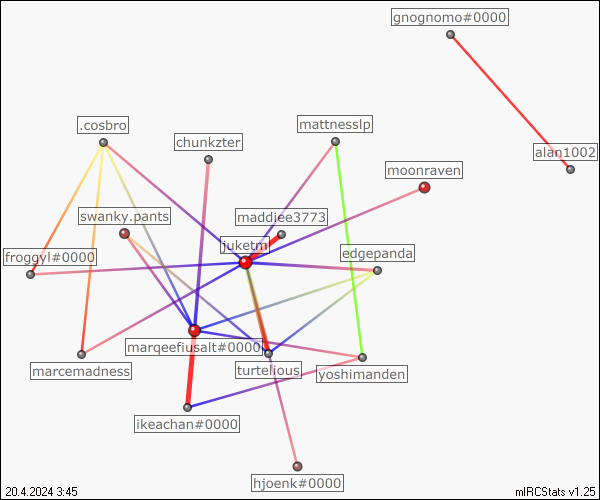 gnognomo#0000
.cosbro
mattnesslp
chunkzter
alan1002
moonraven
swanky.pants
maddiee3773
juketm
froggyl#0000
edgepanda
marqeefiusalt#0000
marcemadness
turtelious
yoshimanden
ikeachan#0000
hjoenk#0000
20.4.2024 3:45
mIRCStats v1.25